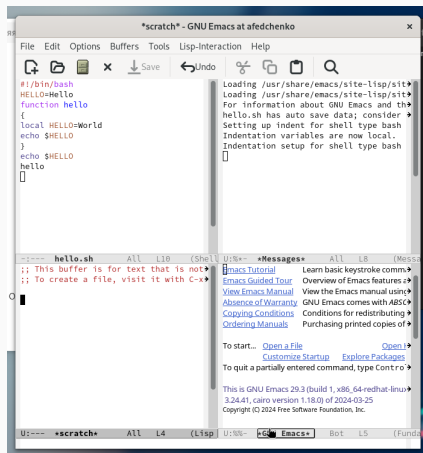 *scratch* - GNU Emacs at afedchenko
File Edit Options Buffers Tools Lisp-Interaction Help
Save Undo
#!/bin/bash
HELLO=Hello
function hello
{
local HELLO=World
echo $HELLO
}
echo $HELLO
hello
-:--- hello.sh All L10 (Shell
Loading /usr/share/emacs/site-lisp/sit
Loading /usr/share/emacs/site-lisp/sit
For information about GNU Emacs and th
hello.sh has auto save data; consider
Setting up indent for shell type bash
Indentation variables are now local.
Indentation setup for shell type bash
U:%*- *Messages* All L8 (Messa
;; This buffer is for text that is not
;; To create a file, visit it with C-x
U:--- *scratch* All L4 (Lisp
Emacs Tutorial Learn basic keystroke comma
Emacs Guided Tour Overview of Emacs features a
View Emacs Manual View the Emacs manual using
Absence of Warranty GNU Emacs comes with ABSO
Copying Conditions Conditions for redistributing
Ordering Manuals Purchasing printed copies of
To start... Open a File Open H
Customize Startup Explore Packages
To quit a partially entered command, type Contro
This is GNU Emacs 29.3 (build 1, x86_64-redhat-linux
3.24.41, cairo version 1.18.0) of 2024-03-25
Copyright (C) 2024 Free Software Foundation, Inc.
U:%%- *GNU Emacs* Bot L5 (Funda